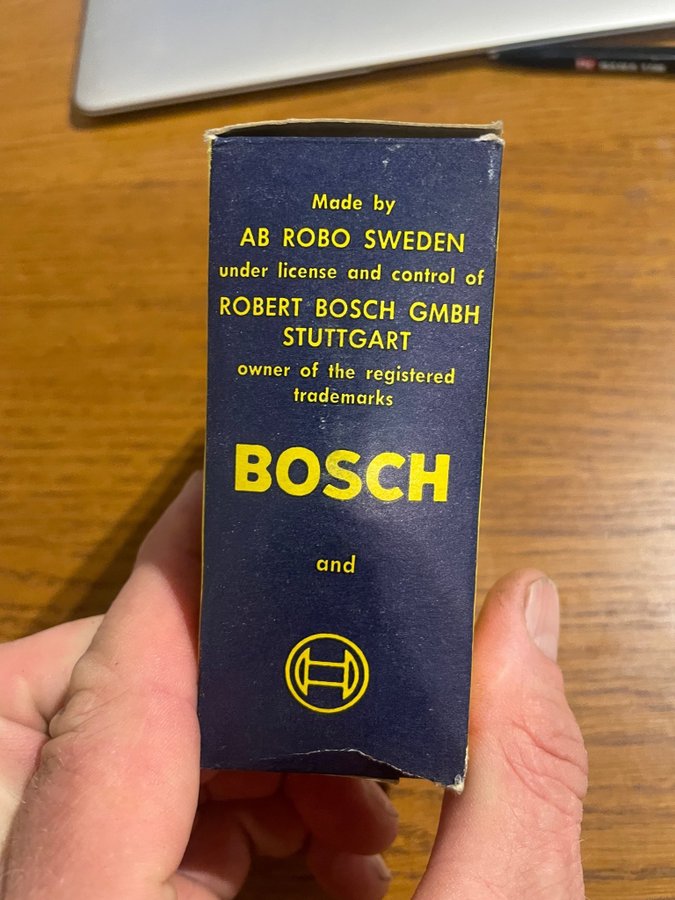 Made by
AB ROBO SWEDEN
under license and control of
ROBERT BOSCH GMBH
STUTTGART
owner of the registered
trademarks
BOSCH
and